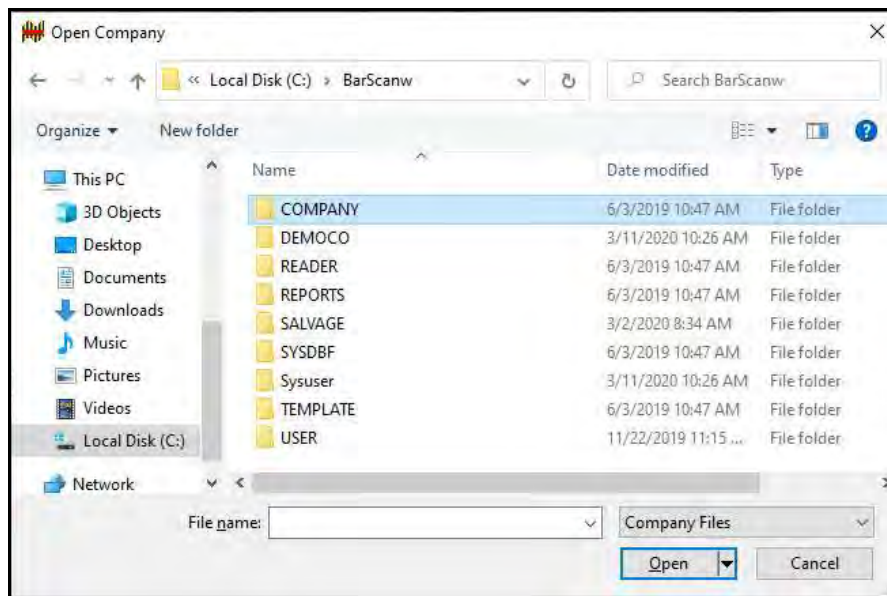 Open Company
« Local Disk (C:) › BarScanw
Search BarScanw
Organize
New folder
Name
Date modified
Type
This PC
3D Objects
Desktop
Documents
Downloads
Music
Pictures
Videos
Local Disk (C:)
Network
COMPANY 6/3/2019 10:47 AM File folder
DEMOCO 3/11/2020 10:26 AM File folder
READER 6/3/2019 10:47 AM File folder
REPORTS 6/3/2019 10:47 AM File folder
SALVAGE 3/2/2020 8:34 AM File folder
SYSDBF 6/3/2019 10:47 AM File folder
Sysuser 3/11/2020 10:26 AM File folder
TEMPLATE 6/3/2019 10:47 AM File folder
USER 11/22/2019 11:15 ... File folder
File name:
Company Files
Open
Cancel